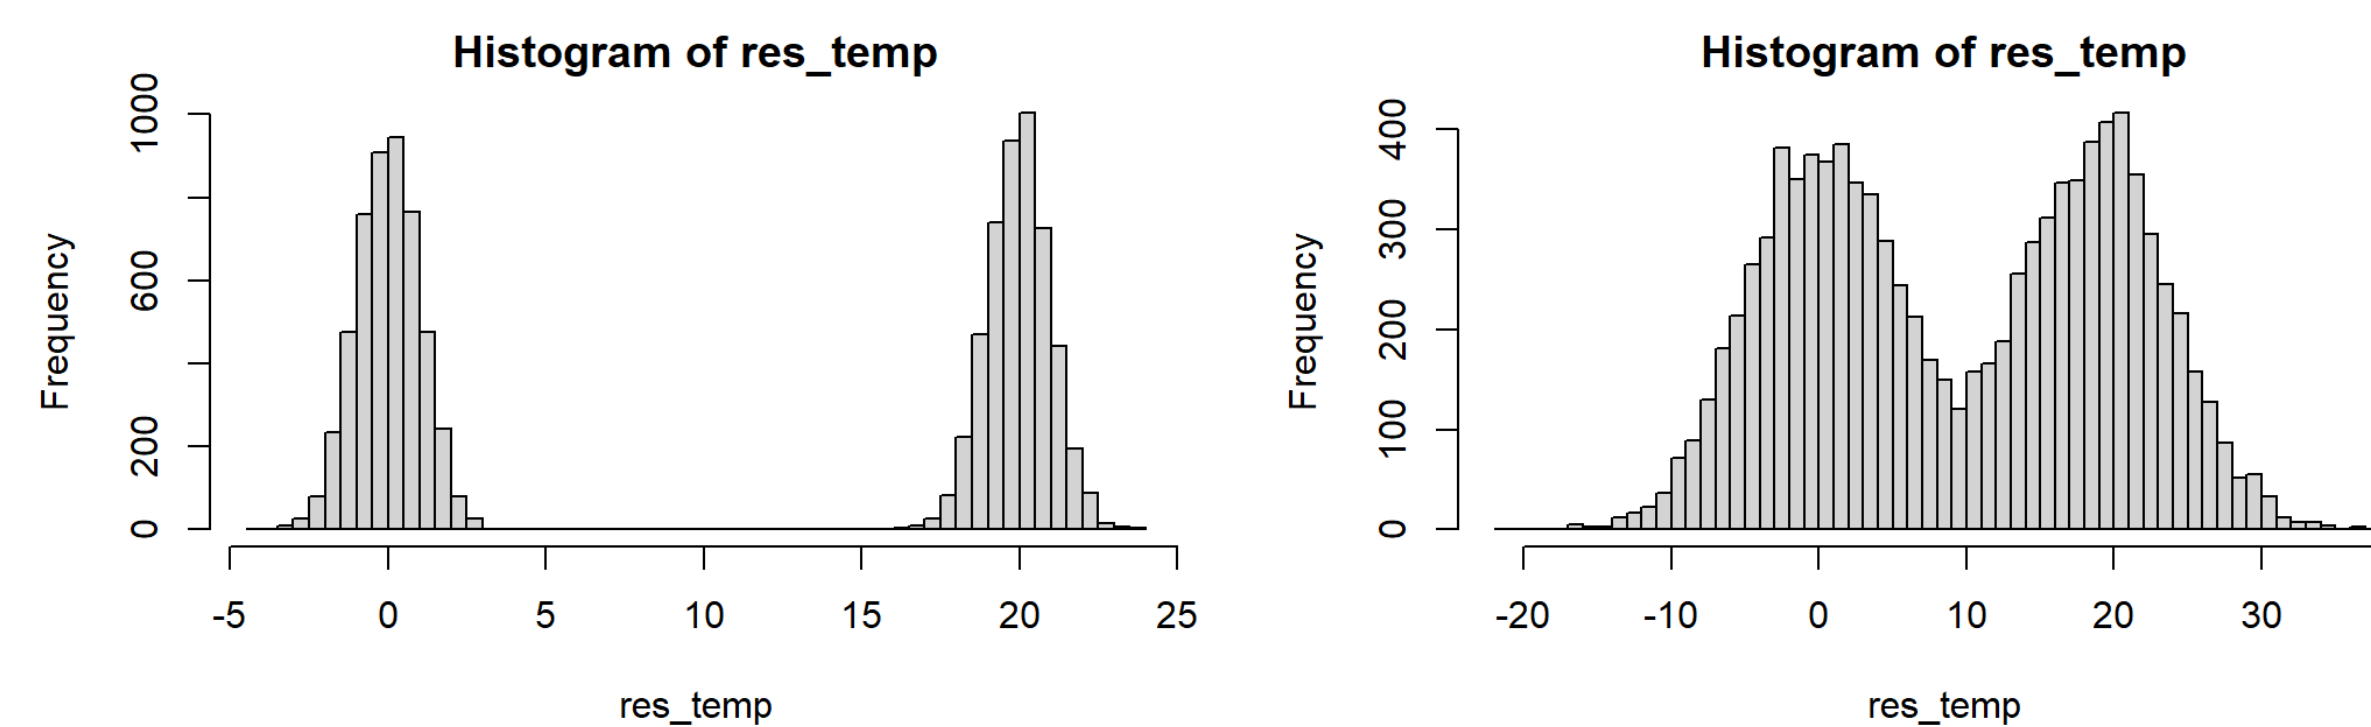 Histogram of res_temp
Frequency
0
200
600
1000
-5 0 5 10 15 20 25
res_temp
Histogram of res_temp
Frequency
0
100
200
300
400
-20 -10 0 10 20 30
res_temp